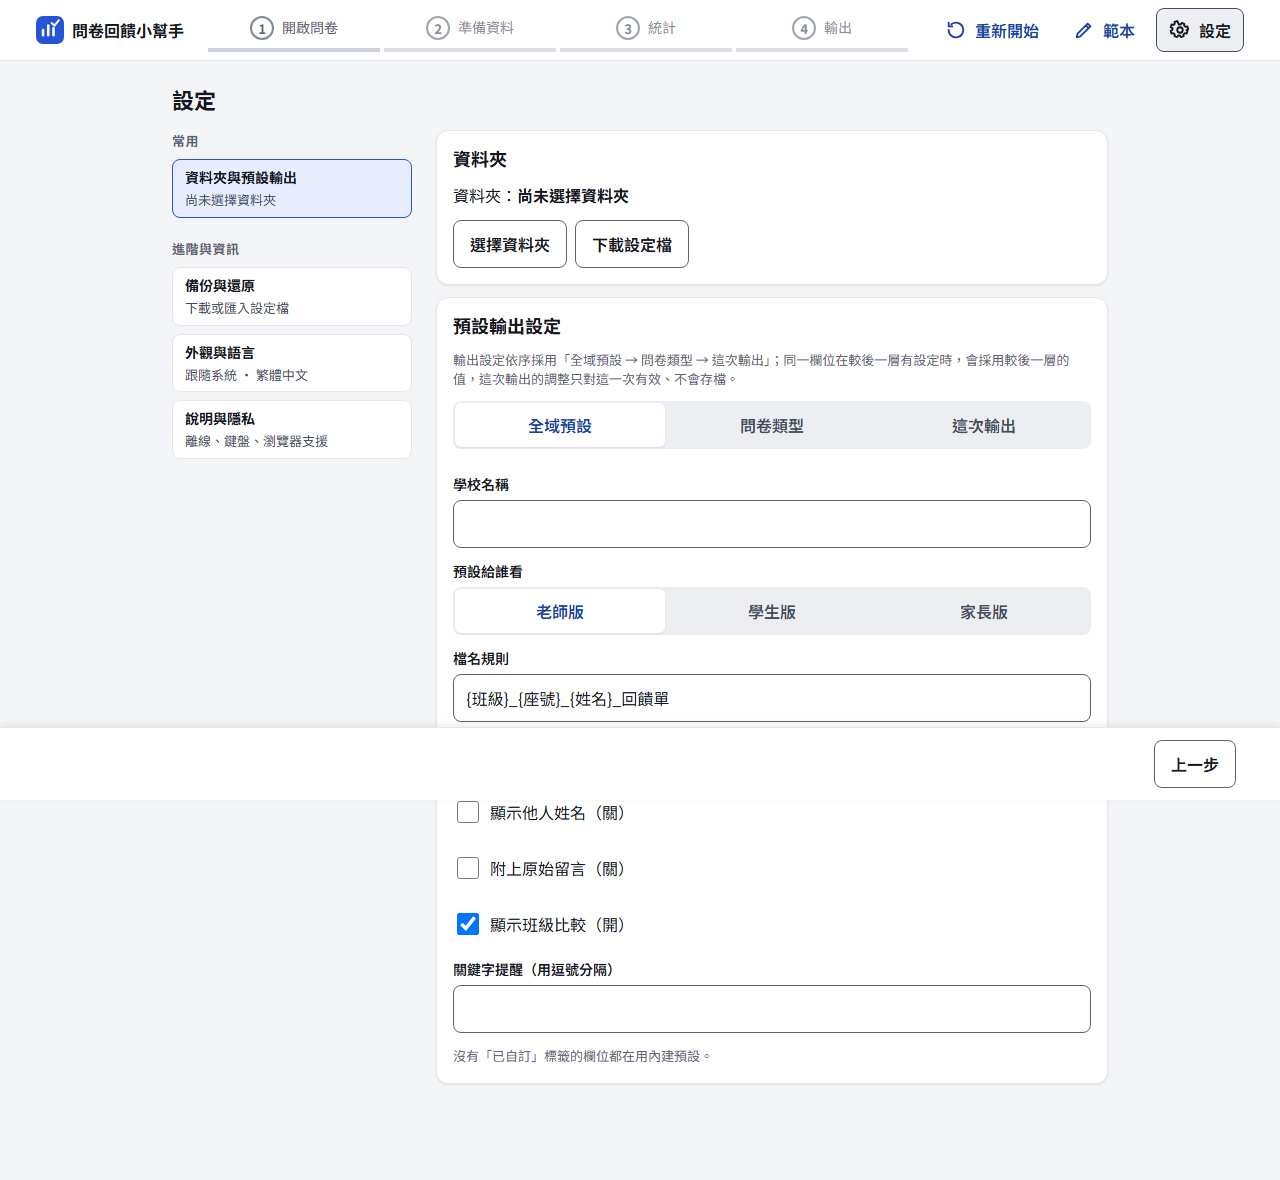 問卷回饋小幫手
1 開啟問卷
2 準備資料
3 統計
4 輸出
重新開始
範本
設定
設定
常用
資料夾與預設輸出
尚未選擇資料夾
進階與資訊
備份與還原
下載或匯入設定檔
外觀與語言
跟隨系統 · 繁體中文
說明與隱私
離線、鍵盤、瀏覽器支援
資料夾
資料夾：尚未選擇資料夾
選擇資料夾
下載設定檔
預設輸出設定
輸出設定依序採用「全域預設 → 問卷類型 → 這次輸出」；同一欄位在較後一層有設定時，會採用較後一層的
值，這次輸出的調整只對這一次有效、不會存檔。
全域預設
問卷類型
這次輸出
學校名稱
預設給誰看
老師版
學生版
家長版
檔名規則
{班級}_{座號}_{姓名}_回饋單
上一步
顯示他人姓名（關）
附上原始留言（關）
顯示班級比較（開）
關鍵字提醒（用逗號分隔）
沒有「已自訂」標籤的欄位都在用內建預設。